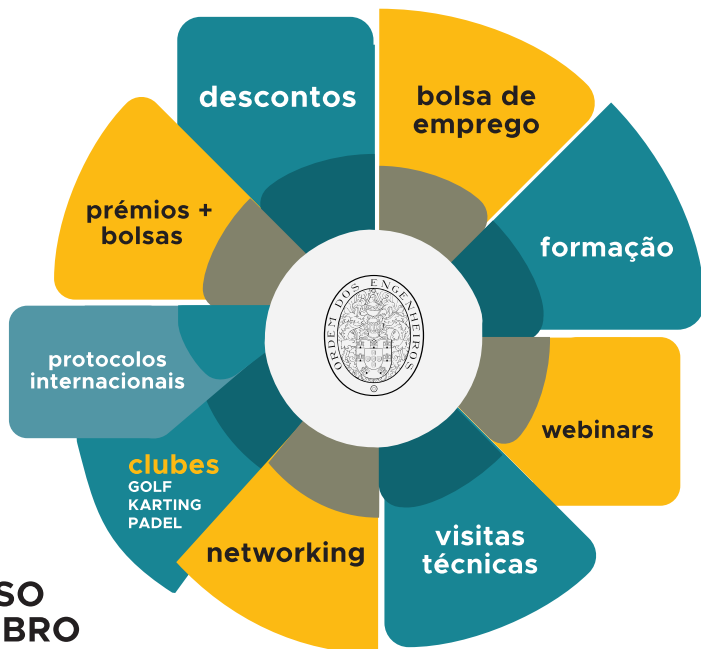 descontos
bolsa de
emprego
formação
webinars
visitas
técnicas
networking
clubes
GOLF
KARTING
PADEL
protocolos
internacionais
prémios +
bolsas
ORDEM DOS ENGENHEIROS
SO
BRO